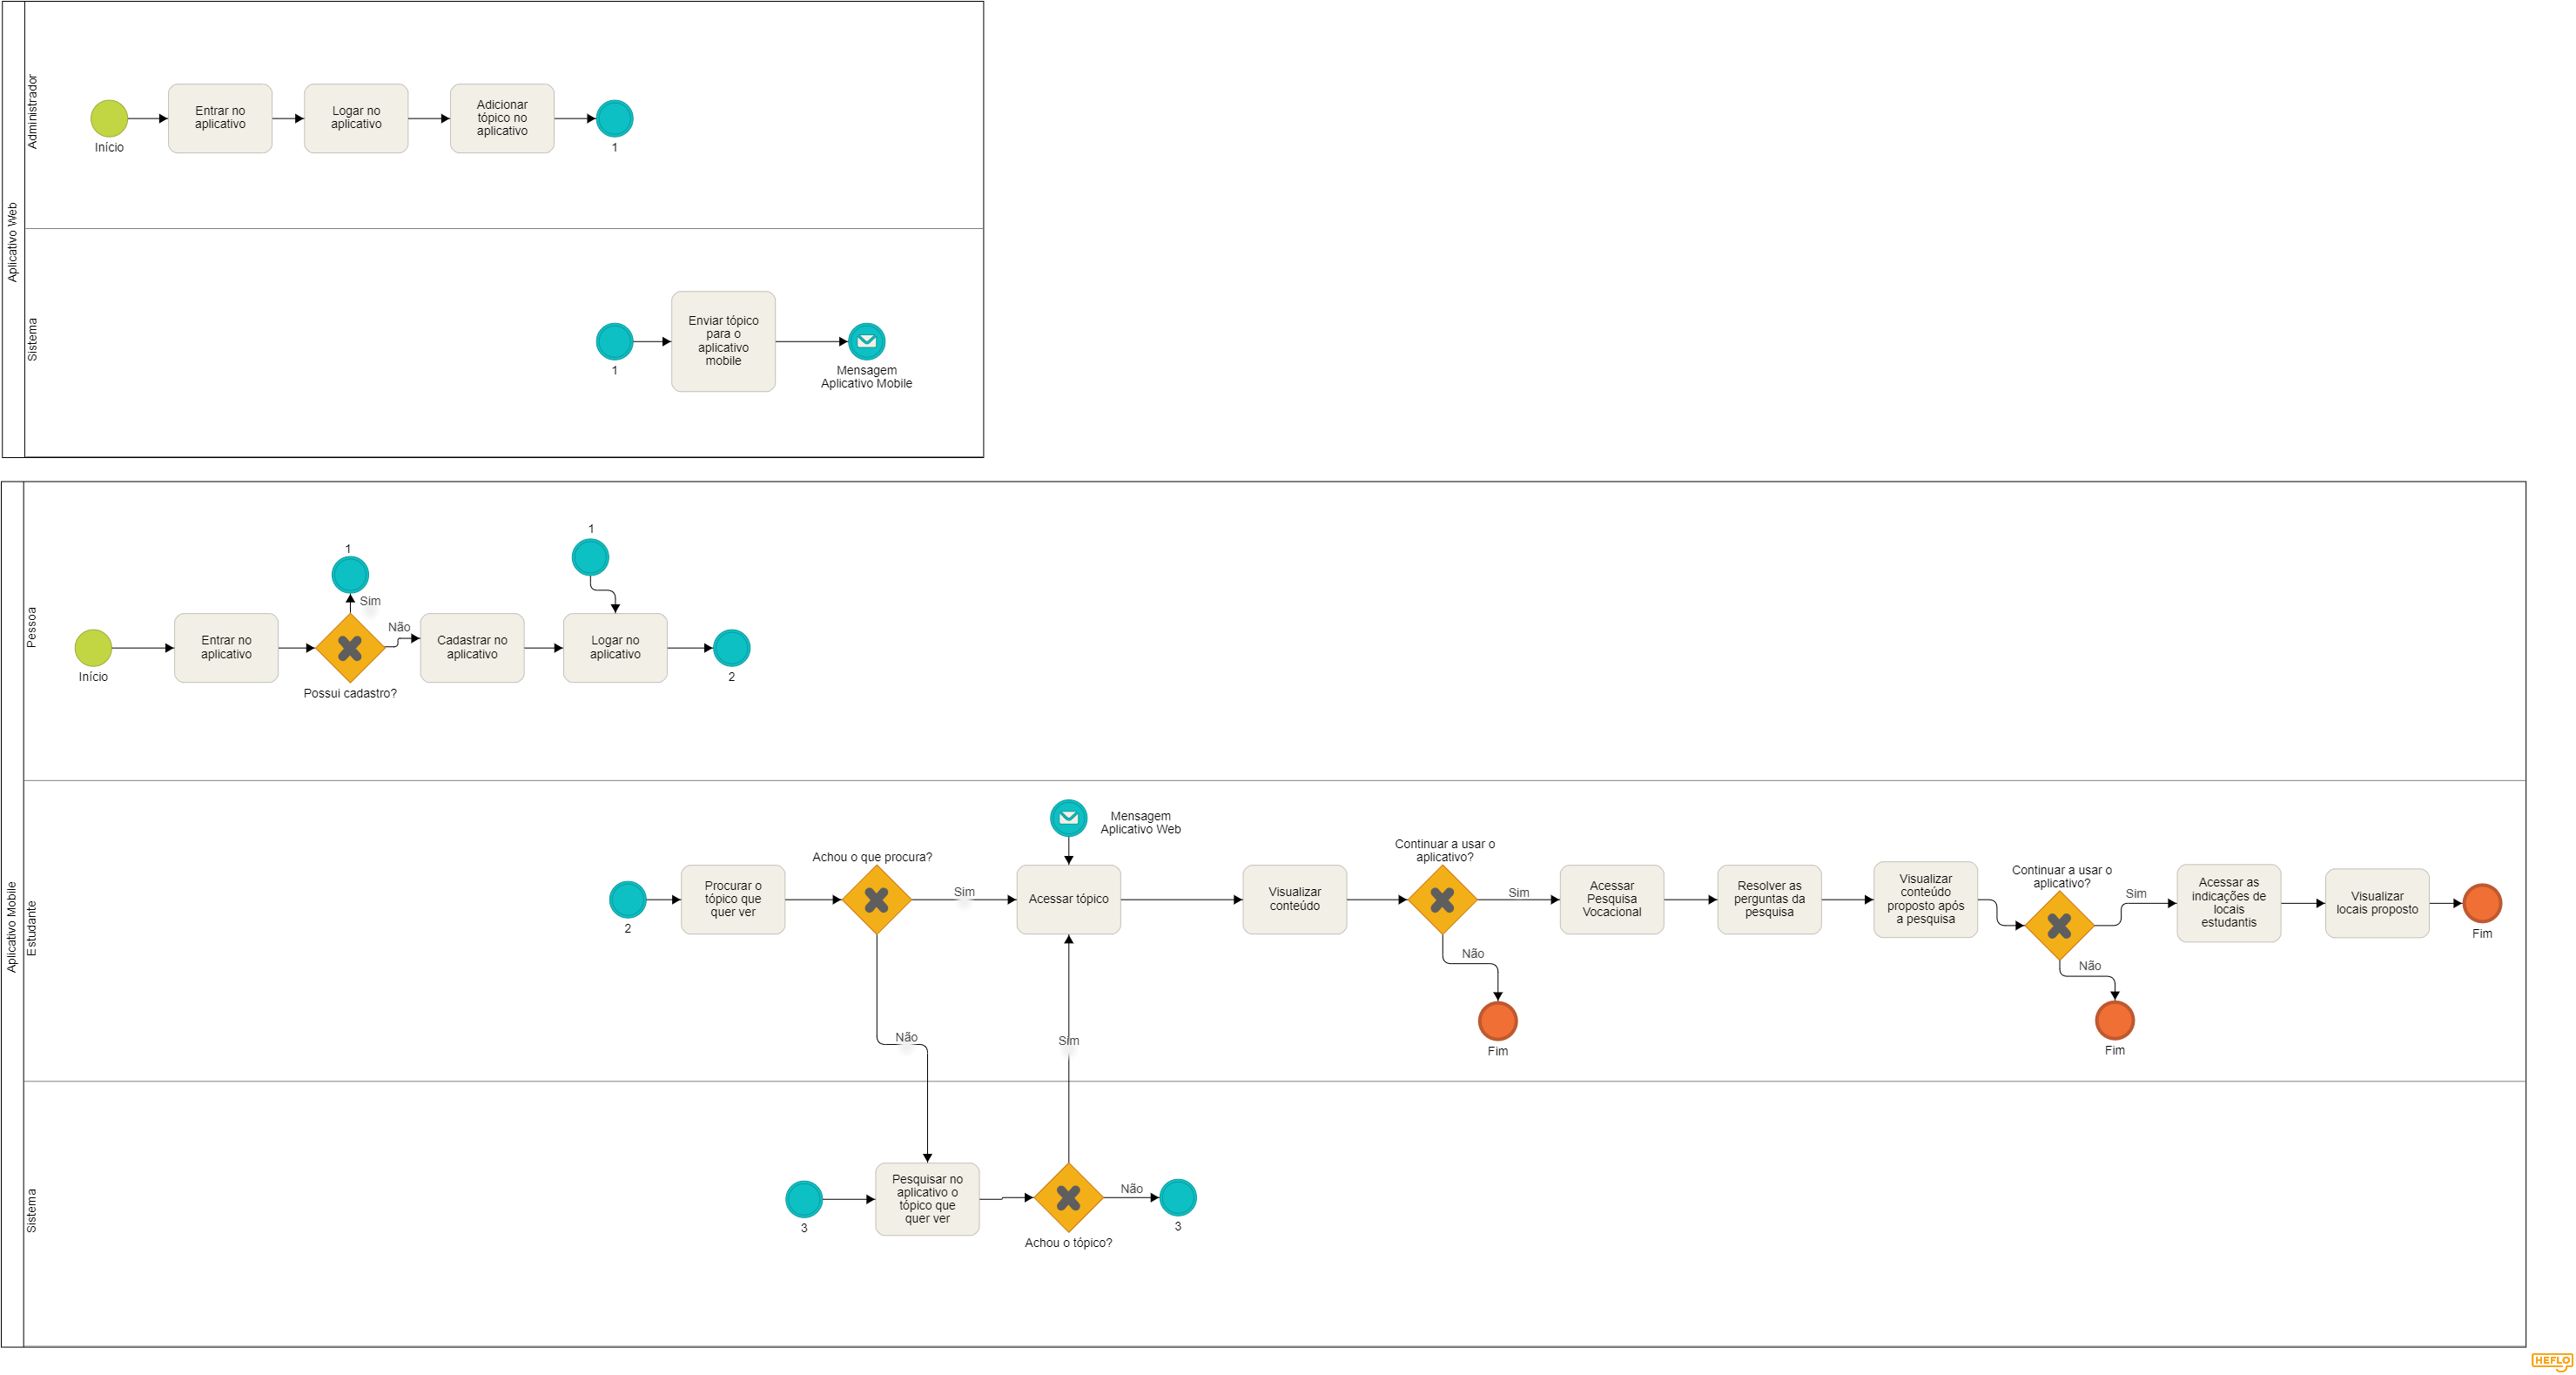 Aplicativo Web
Administrador
Início
Entrar no
aplicativo
Logar no
aplicativo
Adicionar
tópico no
aplicativo
1
Sistema
1
Enviar tópico
para o
aplicativo
mobile
Mensagem
Aplicativo Mobile
Aplicativo Mobile
Pessoa
Início
Entrar no
aplicativo
Possui cadastro?
1
Sim
Não
Cadastrar no
aplicativo
1
Logar no
aplicativo
2
Estudante
2
Procurar o
tópico que
quer ver
Achou o que procura?
Sim
Não
Mensagem
Aplicativo Web
Acessar tópico
Sim
Visualizar
conteúdo
Continuar a usar o
aplicativo?
Sim
Não
Fim
Acessar
Pesquisa
Vocacional
Resolver as
perguntas da
pesquisa
Visualizar
conteúdo
proposto após
a pesquisa
Continuar a usar o
aplicativo?
Sim
Não
Fim
Acessar as
indicações de
locais
estudantis
Visualizar
locais proposto
Fim
Sistema
3
Pesquisar no
aplicativo o
tópico que
quer ver
Achou o tópico?
Não
3
HEFLO